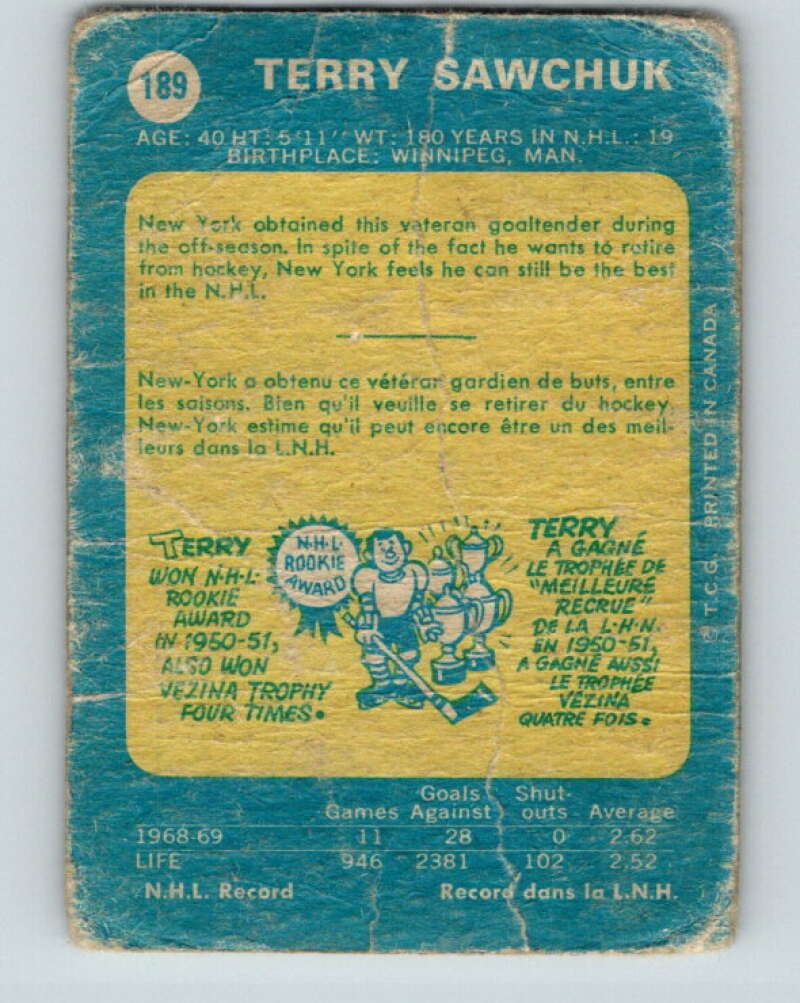 189
TERRY SAWCHUK
AGE: 40 HT: 5'11" WT: 180 YEARS IN N.H.L.: 19
BIRTHPLACE: WINNIPEG, MAN.
New York obtained this veteran goaltender during
the off-season. In spite of the fact he wants to retire
from hockey, New York feels he can still be the best
in the N.H.L.
New-York a obtenu ce vétéran gardien de buts, entre
les saisons. Bien qu'il veuille se retirer du hockey,
New-York estime qu'il peut encore être un des meil-
leurs dans la L.N.H.
TERRY
WON N·H·L·
ROOKIE
AWARD
IN 1950-51,
ALSO WON
VEZINA TROPHY
FOUR TIMES.
N·H·L
ROOKIE
AWARD
TERRY
A GAGNÉ
LE TROPHÉE DE
"MEILLEURE
RECRUE"
DE LA L·H·N·
EN 1950-51,
A GAGNÉ AUSSI
LE TROPHÉE
VÉZINA
QUATRE FOIS.
Games Goals Against Shut-outs Average
1968-69 11 28 0 2.62
LIFE 946 2381 102 2.52
N.H.L. Record Record dans la L.N.H.
© T.C.G. PRINTED IN CANADA